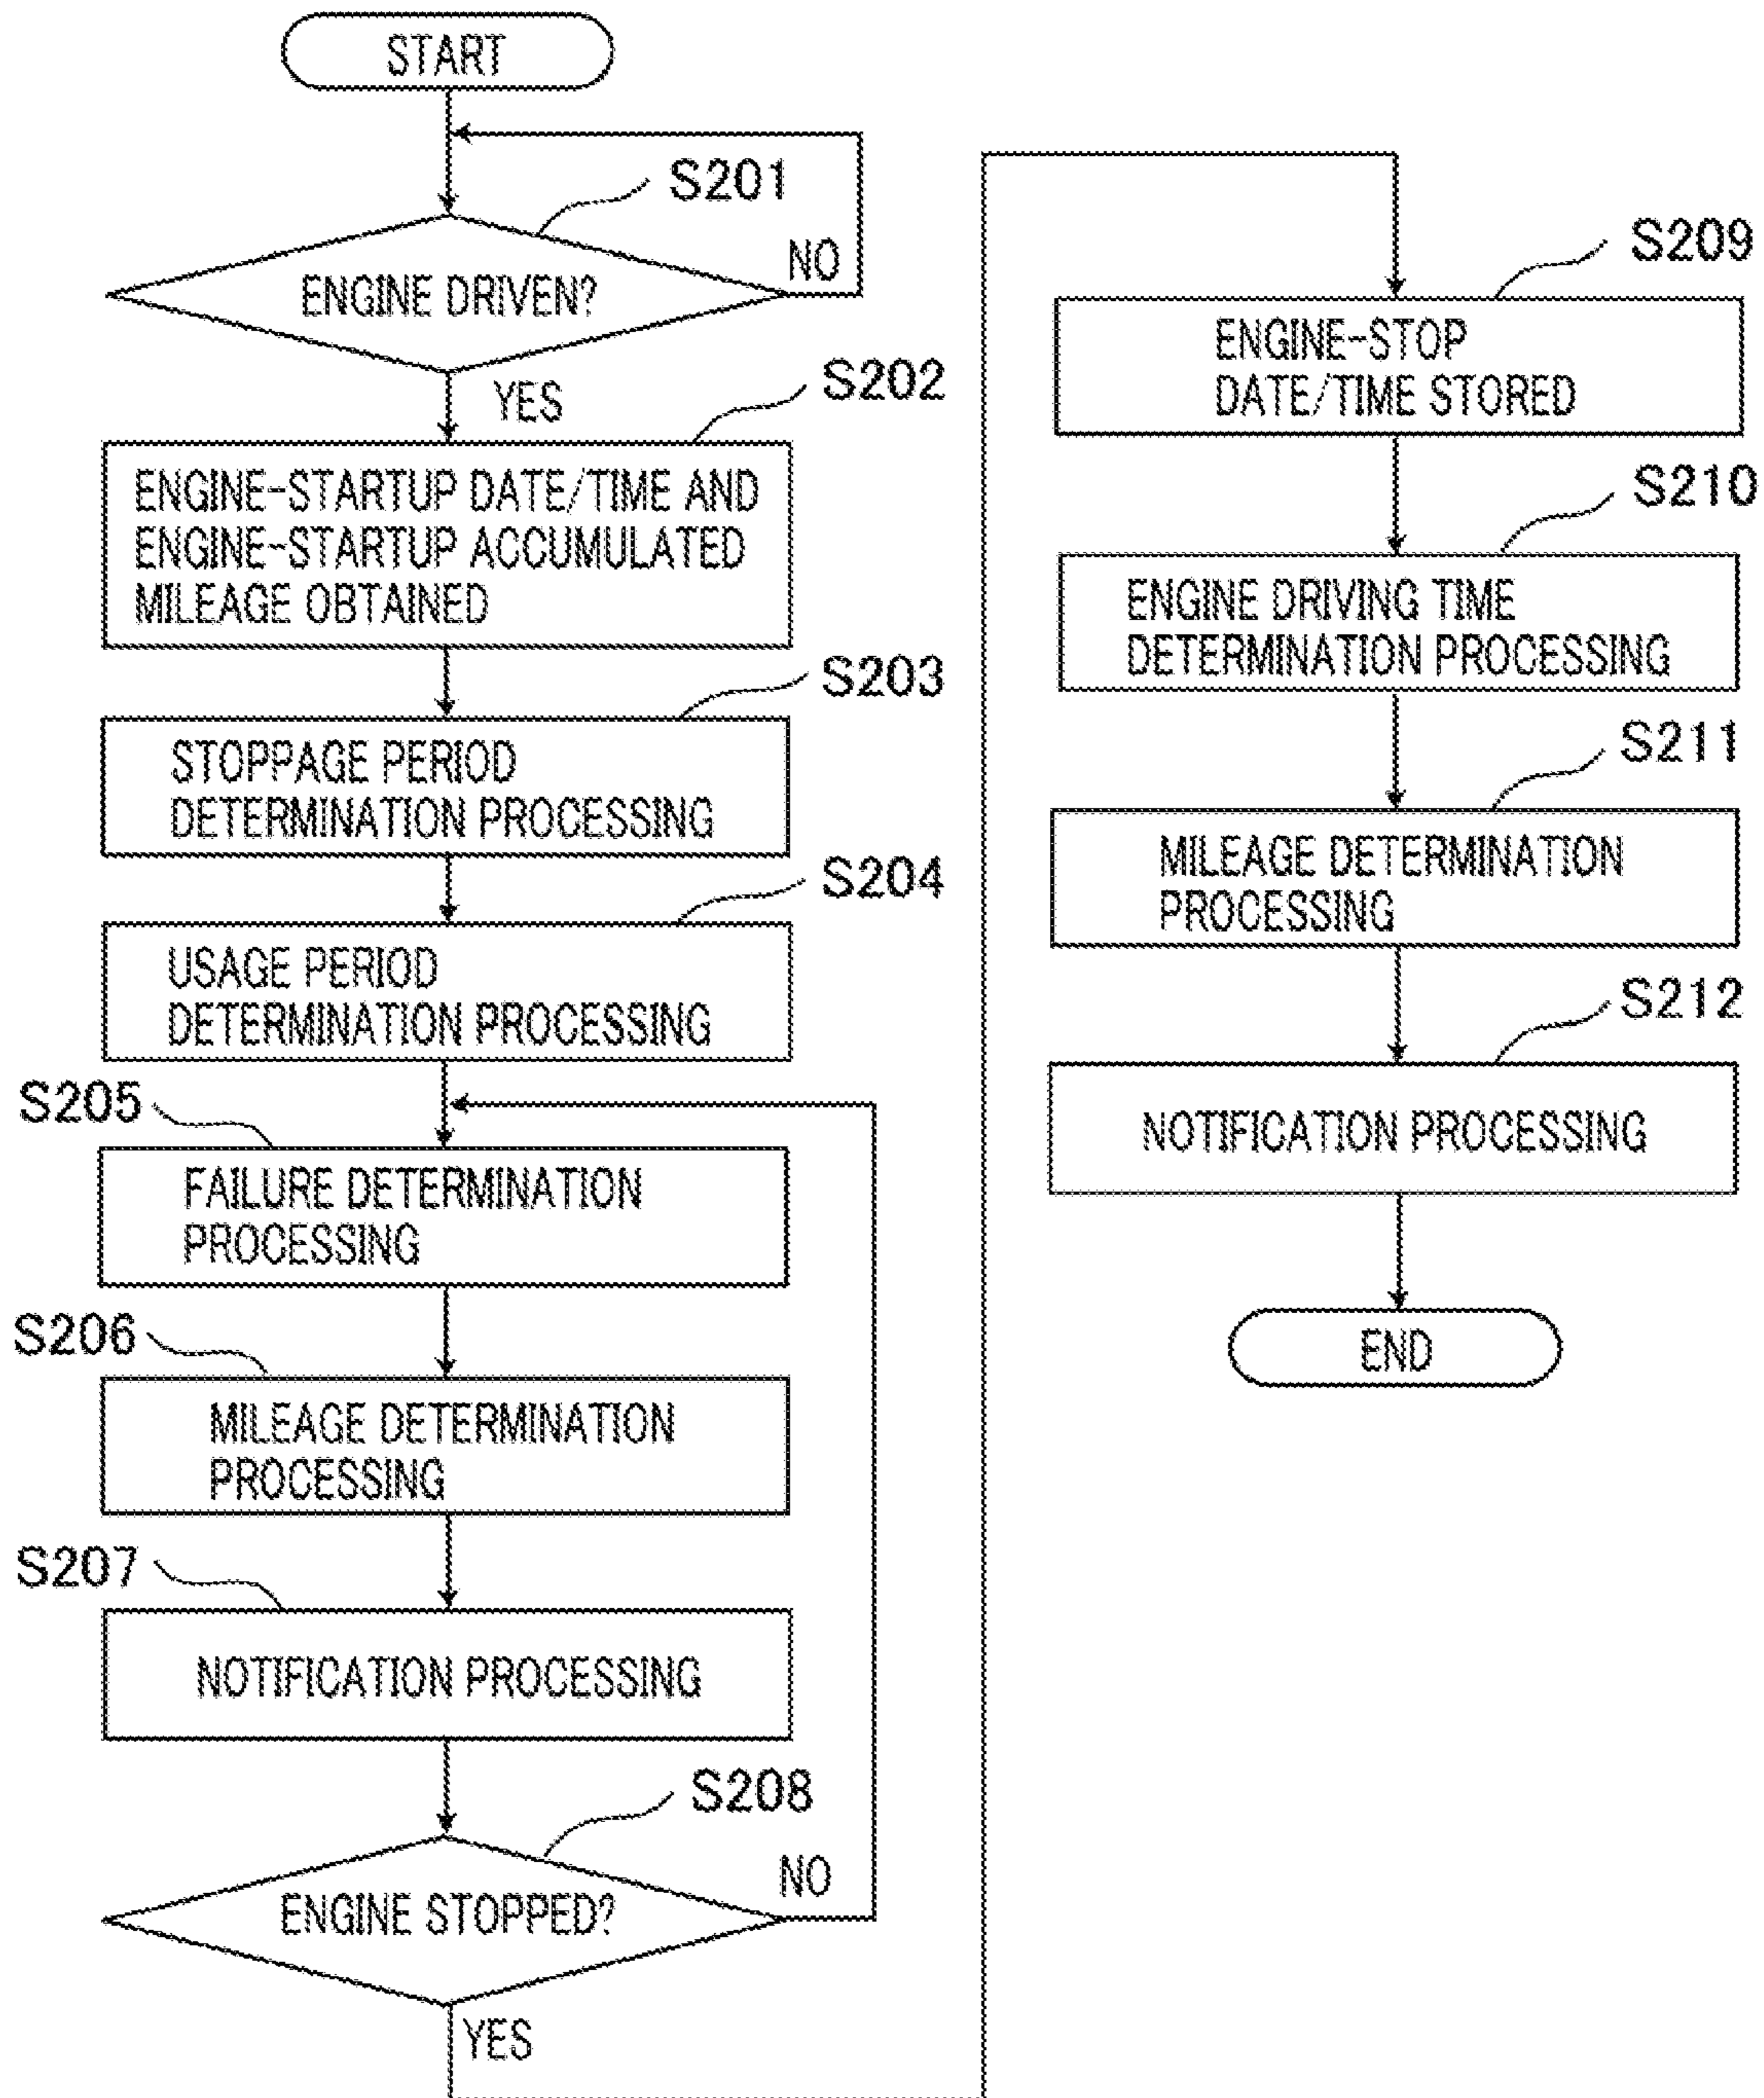 START
S201
ENGINE DRIVEN?
NO
YES
S202
ENGINE-STARTUP DATE/TIME AND
ENGINE-STARTUP ACCUMULATED
MILEAGE OBTAINED
S203
STOPPAGE PERIOD
DETERMINATION PROCESSING
S204
USAGE PERIOD
DETERMINATION PROCESSING
S205
FAILURE DETERMINATION
PROCESSING
S206
MILEAGE DETERMINATION
PROCESSING
S207
NOTIFICATION PROCESSING
S208
ENGINE STOPPED?
NO
YES
S209
ENGINE-STOP
DATE/TIME STORED
S210
ENGINE DRIVING TIME
DETERMINATION PROCESSING
S211
MILEAGE DETERMINATION
PROCESSING
S212
NOTIFICATION PROCESSING
END